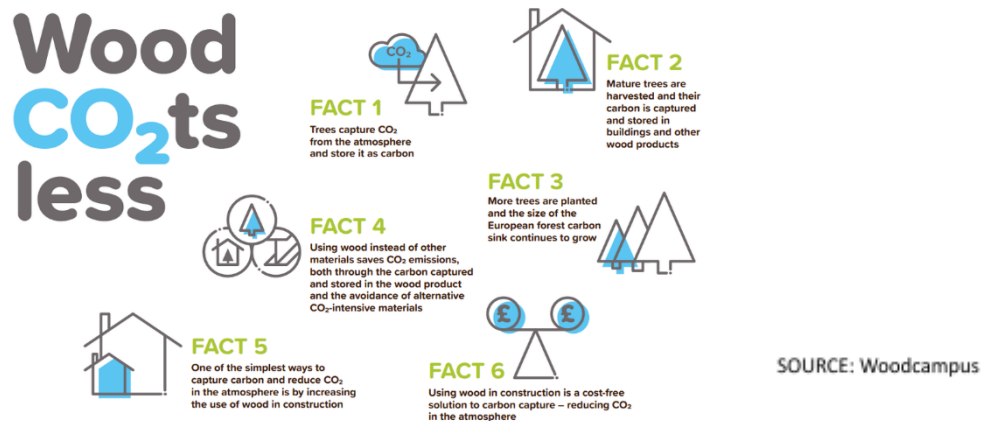 Wood
CO₂ts
less
CO₂
FACT 1
Trees capture CO₂
from the atmosphere
and store it as carbon
FACT 2
Mature trees are
harvested and their
carbon is captured
and stored in
buildings and other
wood products
FACT 3
More trees are planted
and the size of the
European forest carbon
sink continues to grow
FACT 4
Using wood instead of other
materials saves CO₂ emissions,
both through the carbon captured
and stored in the wood product
and the avoidance of alternative
CO₂-intensive materials
FACT 5
One of the simplest ways to
capture carbon and reduce CO₂
in the atmosphere is by increasing
the use of wood in construction
£ £
FACT 6
Using wood in construction is a cost-free
solution to carbon capture – reducing CO₂
in the atmosphere
SOURCE: Woodcampus